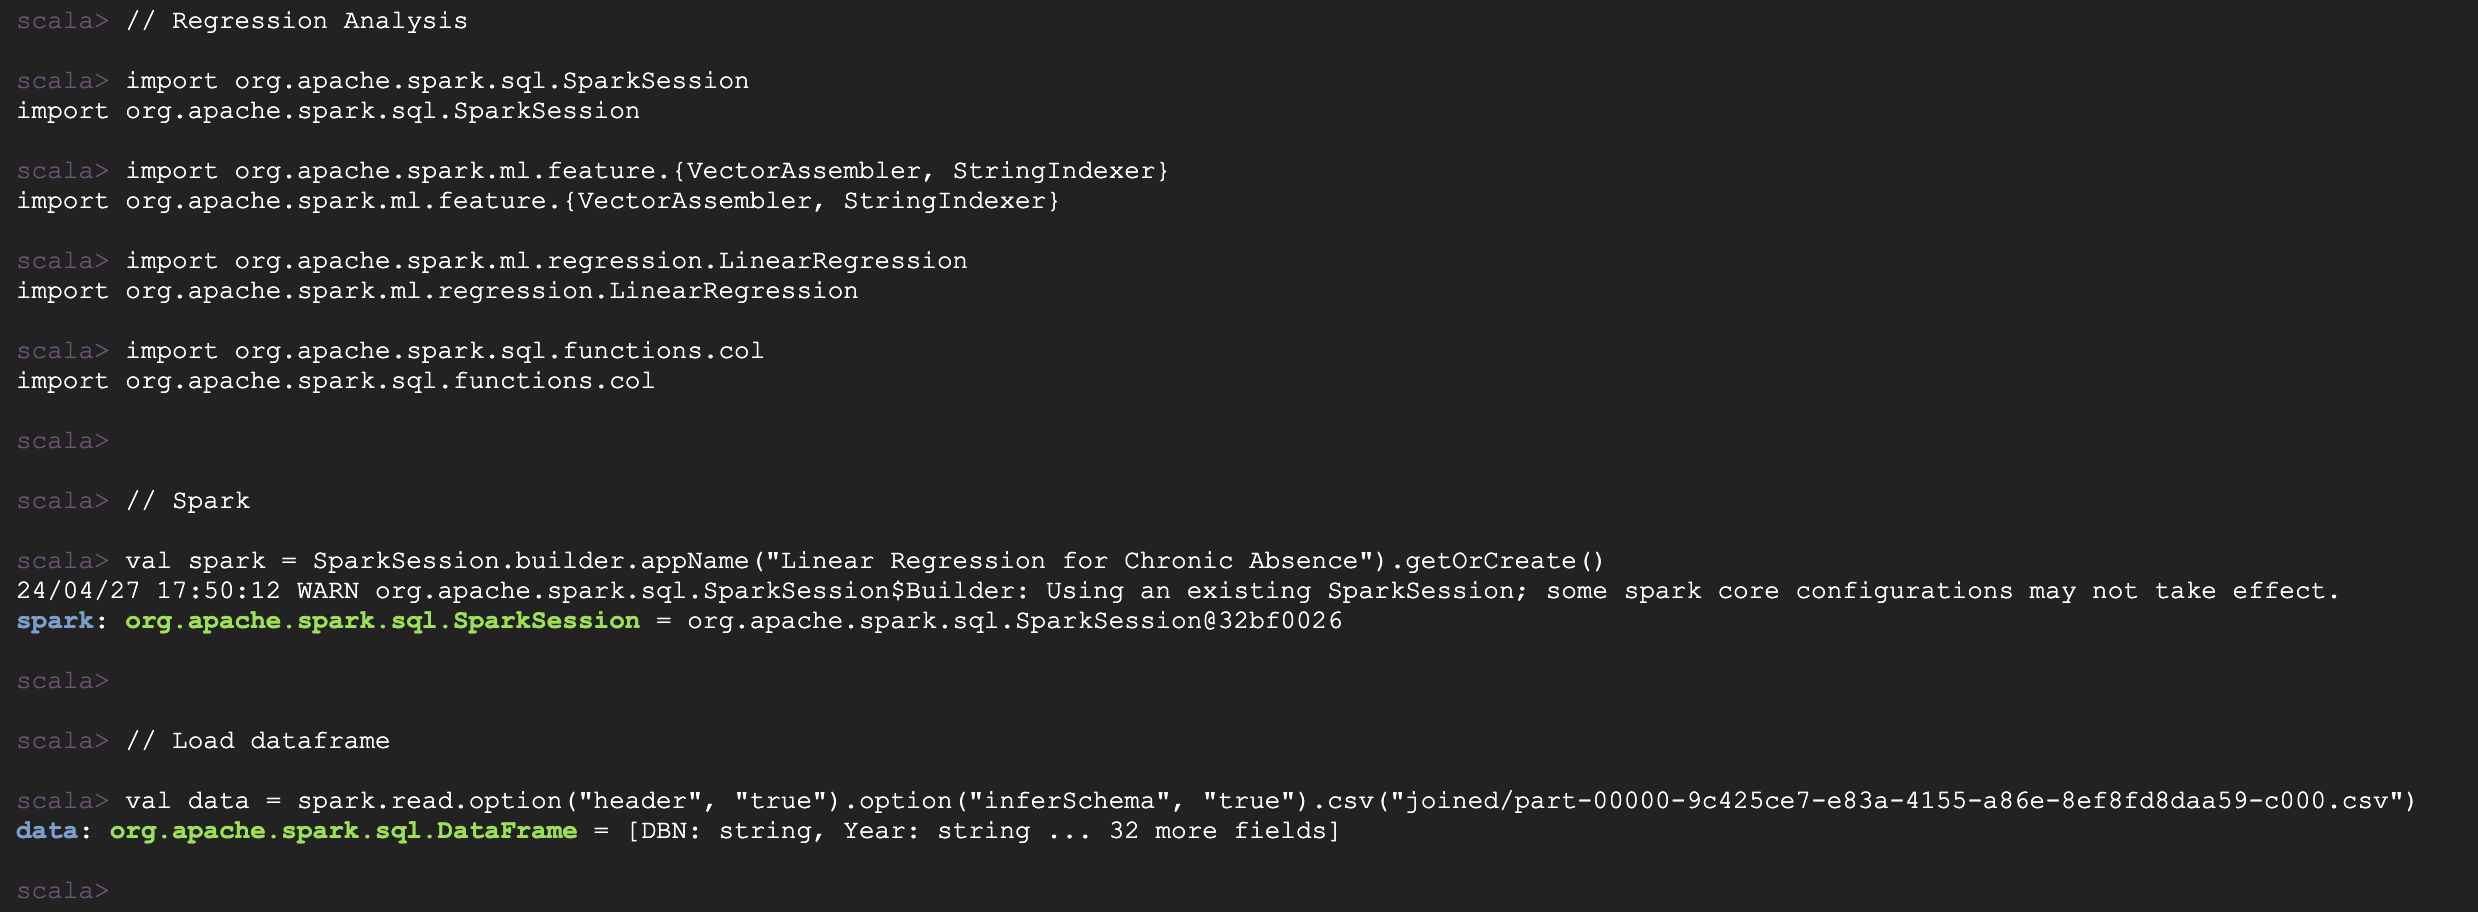 scala> // Regression Analysis
scala> import org.apache.spark.sql.SparkSession
import org.apache.spark.sql.SparkSession
scala> import org.apache.spark.ml.feature.{VectorAssembler, StringIndexer}
import org.apache.spark.ml.feature.{VectorAssembler, StringIndexer}
scala> import org.apache.spark.ml.regression.LinearRegression
import org.apache.spark.ml.regression.LinearRegression
scala> import org.apache.spark.sql.functions.col
import org.apache.spark.sql.functions.col
scala>
scala> // Spark
scala> val spark = SparkSession.builder.appName("Linear Regression for Chronic Absence").getOrCreate()
24/04/27 17:50:12 WARN org.apache.spark.sql.SparkSession$Builder: Using an existing SparkSession; some spark core configurations may not take effect.
spark: org.apache.spark.sql.SparkSession = org.apache.spark.sql.SparkSession@32bf0026
scala>
scala> // Load dataframe
scala> val data = spark.read.option("header", "true").option("inferSchema", "true").csv("joined/part-00000-9c425ce7-e83a-4155-a86e-8ef8fd8daa59-c000.csv")
data: org.apache.spark.sql.DataFrame = [DBN: string, Year: string ... 32 more fields]
scala>